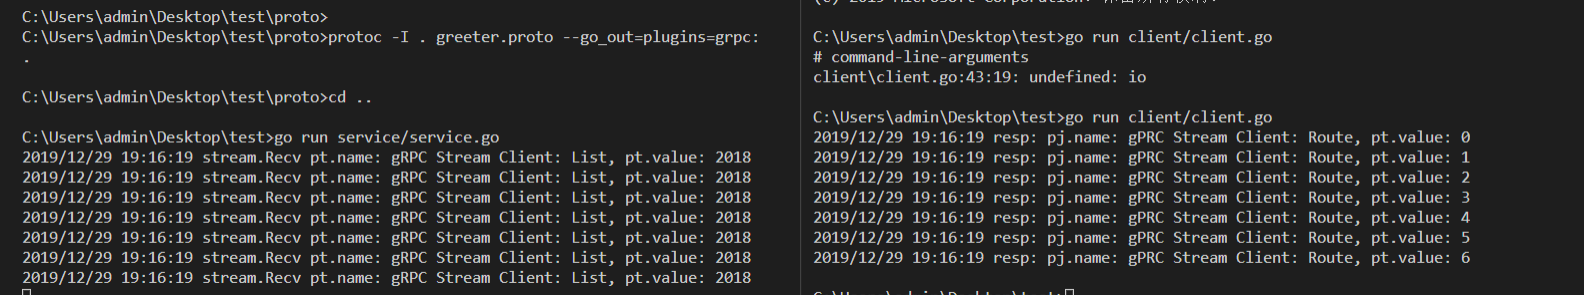 C:\Users\admin\Desktop\test\proto>
C:\Users\admin\Desktop\test\proto>protoc -I . greeter.proto --go_out=plugins=grpc:
.
C:\Users\admin\Desktop\test\proto>cd ..
C:\Users\admin\Desktop\test>go run service/service.go
2019/12/29 19:16:19 stream.Recv pt.name: gRPC Stream Client: List, pt.value: 2018
2019/12/29 19:16:19 stream.Recv pt.name: gRPC Stream Client: List, pt.value: 2018
2019/12/29 19:16:19 stream.Recv pt.name: gRPC Stream Client: List, pt.value: 2018
2019/12/29 19:16:19 stream.Recv pt.name: gRPC Stream Client: List, pt.value: 2018
2019/12/29 19:16:19 stream.Recv pt.name: gRPC Stream Client: List, pt.value: 2018
2019/12/29 19:16:19 stream.Recv pt.name: gRPC Stream Client: List, pt.value: 2018
2019/12/29 19:16:19 stream.Recv pt.name: gRPC Stream Client: List, pt.value: 2018
C:\Users\admin\Desktop\test>go run client/client.go
# command-line-arguments
client\client.go:43:19: undefined: io
C:\Users\admin\Desktop\test>go run client/client.go
2019/12/29 19:16:19 resp: pj.name: gPRC Stream Client: Route, pt.value: 0
2019/12/29 19:16:19 resp: pj.name: gPRC Stream Client: Route, pt.value: 1
2019/12/29 19:16:19 resp: pj.name: gPRC Stream Client: Route, pt.value: 2
2019/12/29 19:16:19 resp: pj.name: gPRC Stream Client: Route, pt.value: 3
2019/12/29 19:16:19 resp: pj.name: gPRC Stream Client: Route, pt.value: 4
2019/12/29 19:16:19 resp: pj.name: gPRC Stream Client: Route, pt.value: 5
2019/12/29 19:16:19 resp: pj.name: gPRC Stream Client: Route, pt.value: 6